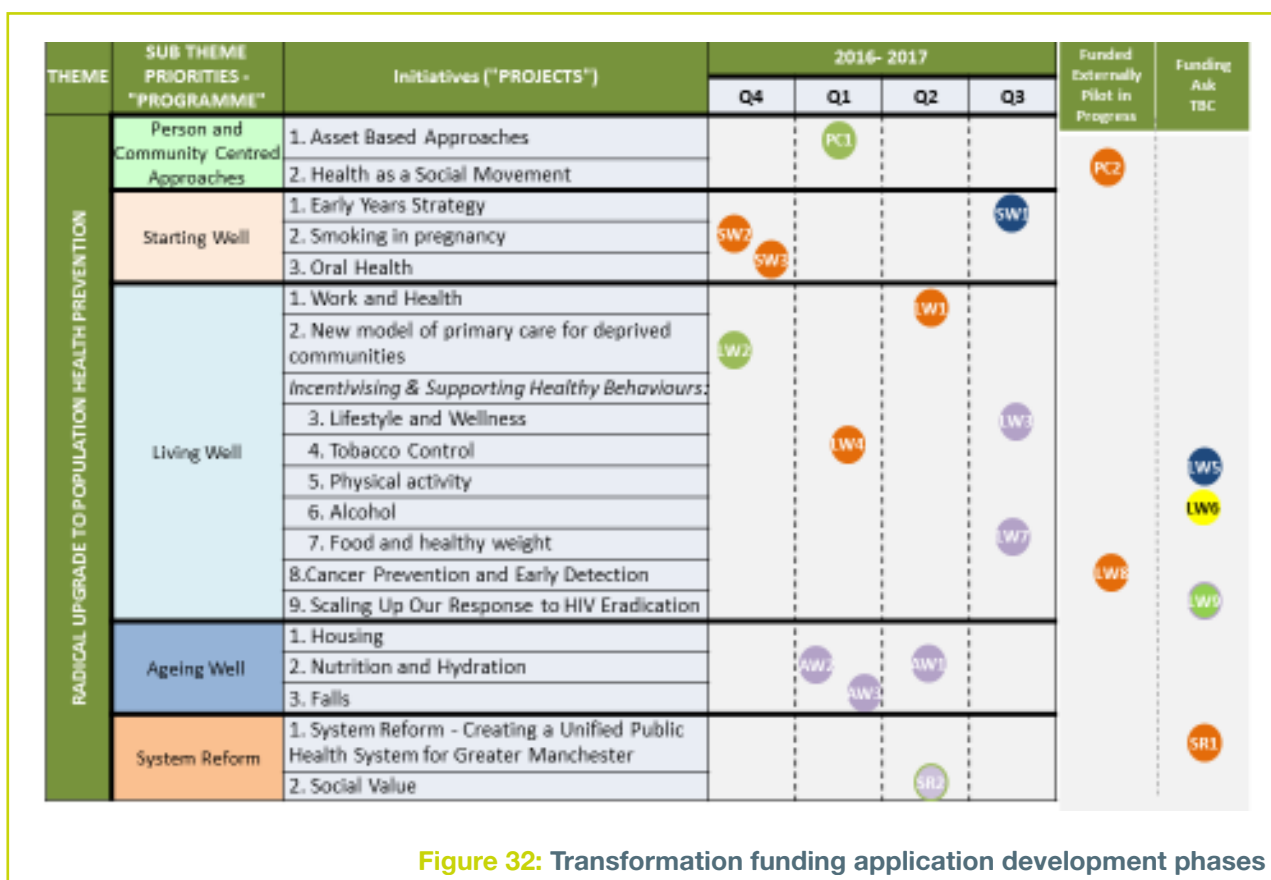 THEME
SUB THEME
PRIORITIES -
"PROGRAMME"
Initiatives ("PROJECTS")
2016- 2017
Q4 Q1 Q2 Q3
Funded
Externally
Pilot in
Progress
Funding
Ask
TBC
RADICAL UPGRADE TO POPULATION HEALTH PREVENTION
Person and
Community Centred
Approaches
1. Asset Based Approaches
PC1
2. Health as a Social Movement
PC2
Starting Well
1. Early Years Strategy
SW1
2. Smoking in pregnancy
SW2
3. Oral Health
SW3
Living Well
1. Work and Health
LW1
2. New model of primary care for deprived
communities
LW2
Incentivising & Supporting Healthy Behaviours:
3. Lifestyle and Wellness
LW3
4. Tobacco Control
LW4
5. Physical activity
LW5
6. Alcohol
LW6
7. Food and healthy weight
LW7
8.Cancer Prevention and Early Detection
LW8
9. Scaling Up Our Response to HIV Eradication
LW9
Ageing Well
1. Housing
2. Nutrition and Hydration
AW2 AW1
3. Falls
AW3
System Reform
1. System Reform - Creating a Unified Public
Health System for Greater Manchester
SR1
2. Social Value
SR2
Figure 32: Transformation funding application development phases